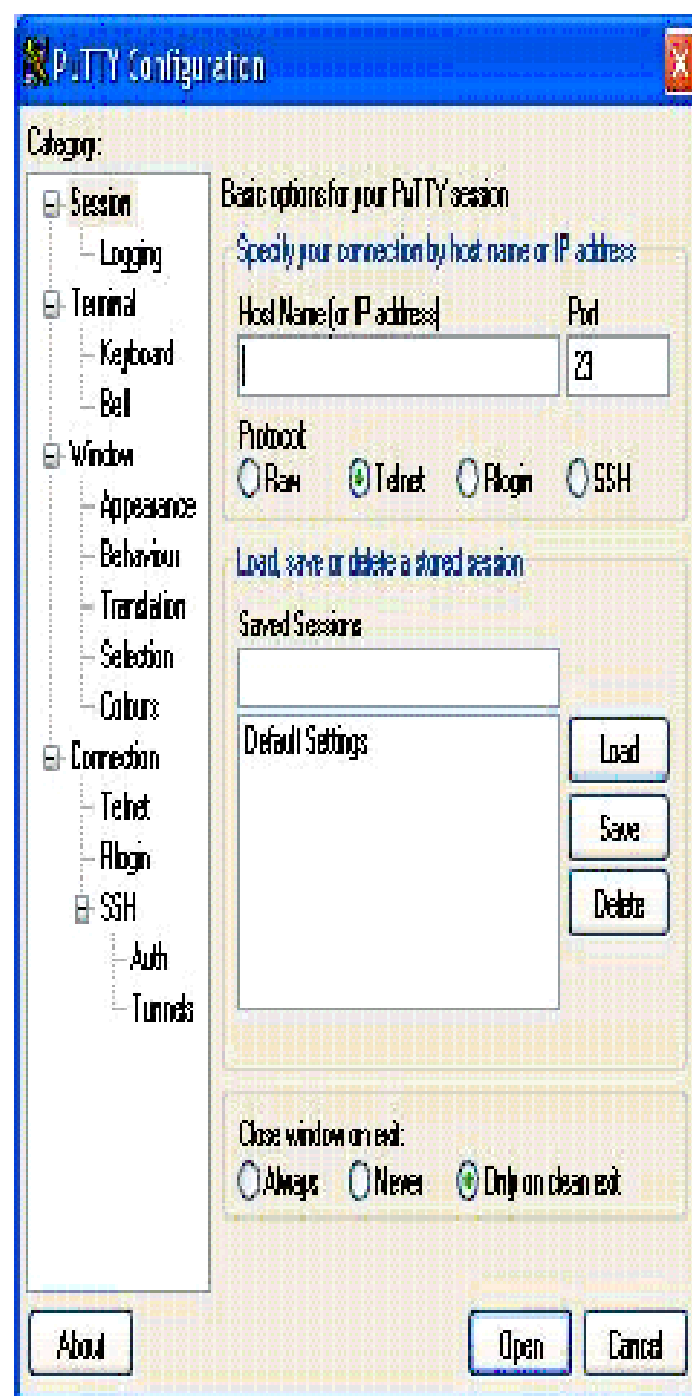 PuTTY Configuration
Category:
Session
Logging
Terminal
Keyboard
Bell
Window
Appearance
Behaviour
Translation
Selection
Colours
Connection
Telnet
Rlogin
SSH
Auth
Tunnels
Basic options for your PuTTY session
Specify your connection by host name or IP address
Host Name (or IP address) Port
23
Protocol:
Raw Telnet Rlogin SSH
Load, save or delete a stored session
Saved Sessions
Default Settings
Load
Save
Delete
Close window on exit:
Always Never Only on clean exit
About Open Cancel